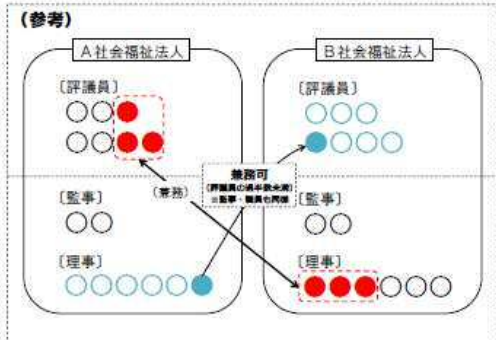 (参考)
A社会福祉法人
B社会福祉法人
〔評議員〕
〔評議員〕
兼務可
(評議員の過半数未満)
※監事・職員も同様
(兼務)
〔監事〕
〔監事〕
〔理事〕
〔理事〕